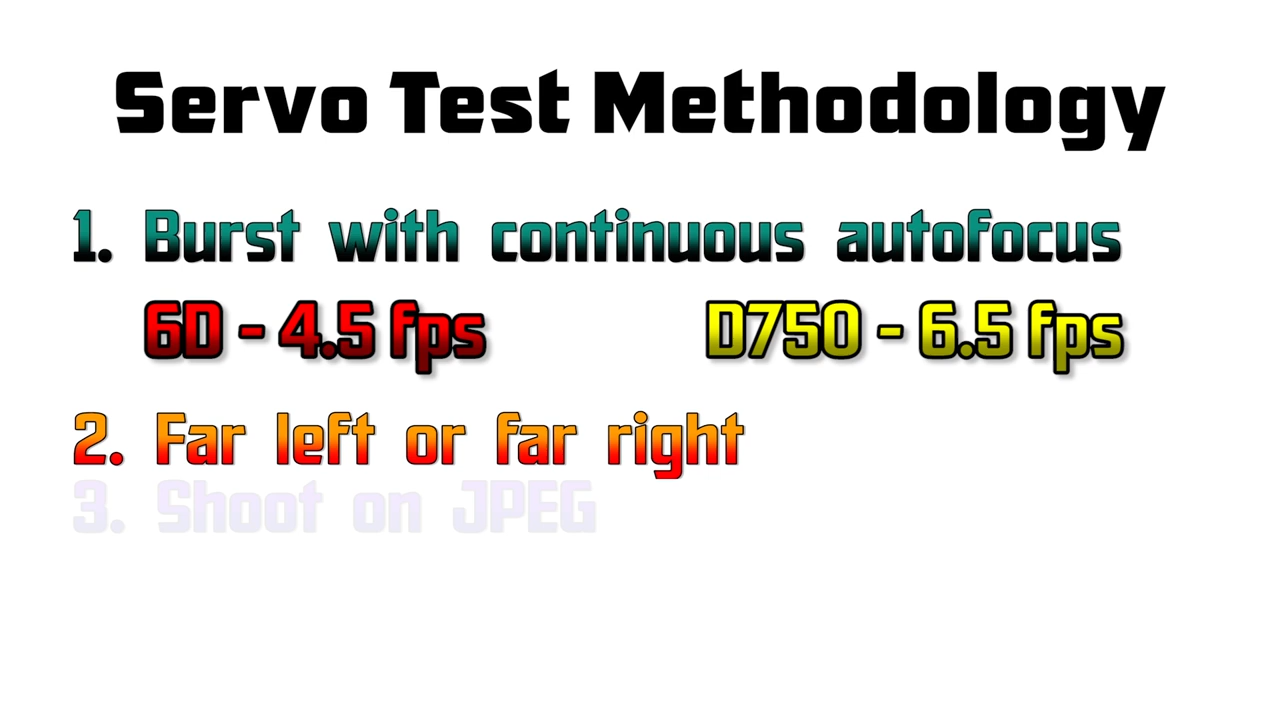 Servo Test Methodology
1. Burst with continuous autofocus
6D - 4.5 fps D750 - 6.5 fps
2. Far left or far right
3. Shoot on JPEG